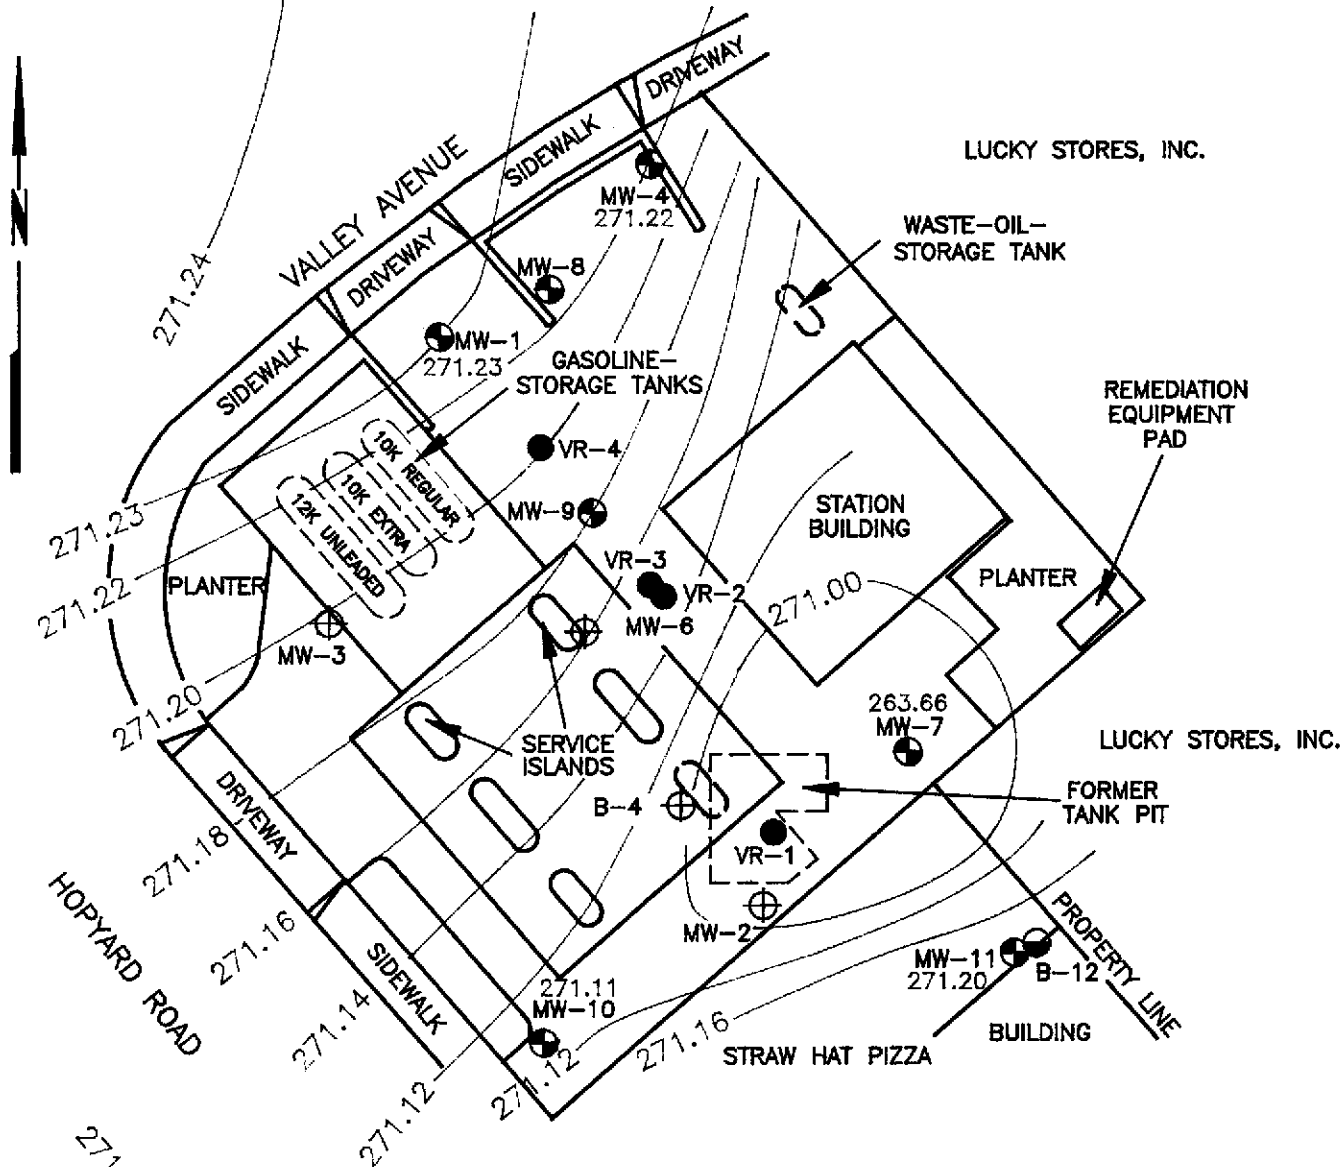 DRIVEWAY
LUCKY STORES, INC.
SIDEWALK
VALLEY AVENUE
MW-4
271.22
WASTE-OIL-
STORAGE TANK
DRIVEWAY
MW-8
271.24
MW-1
271.23
GASOLINE-
STORAGE TANKS
SIDEWALK
REMEDIATION
EQUIPMENT
PAD
N
10K REGULAR
10K EXTRA
12K UNLEADED
VR-4
MW-9
STATION
BUILDING
271.23
VR-3
VR-2
271.00
PLANTER
PLANTER
271.22
MW-6
MW-3
271.20
263.66
MW-7
SERVICE
ISLANDS
LUCKY STORES, INC.
B-4
FORMER
TANK PIT
DRIVEWAY
VR-1
271.18
HOPYARD ROAD
MW-2
PROPERTY LINE
271.16
SIDEWALK
MW-11
271.20
B-12
271.11
MW-10
271.14
271.12
271.16
BUILDING
STRAW HAT PIZZA
271.12
271